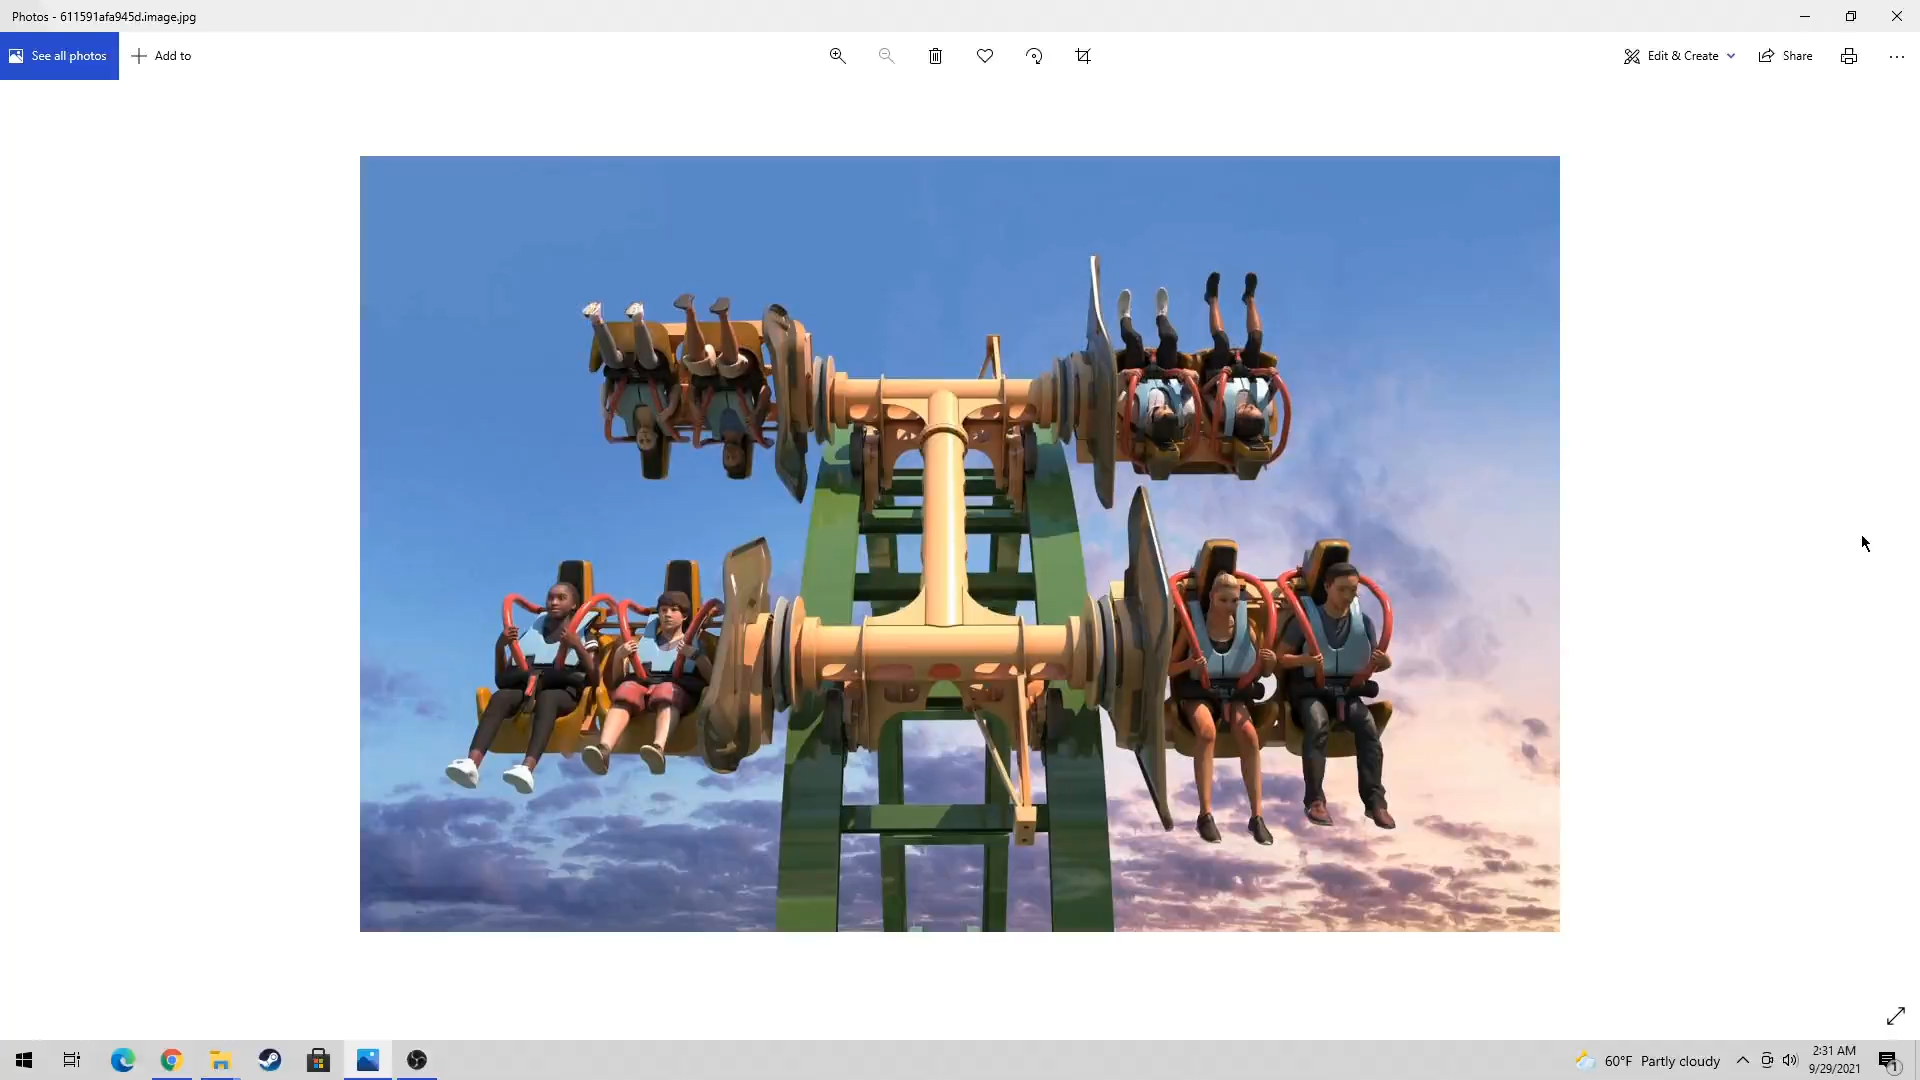 Photos - 611591afa945d.image.jpg
See all photos
Add to
Edit & Create
Share
60°F Partly cloudy
2:31 AM
9/29/2021
1